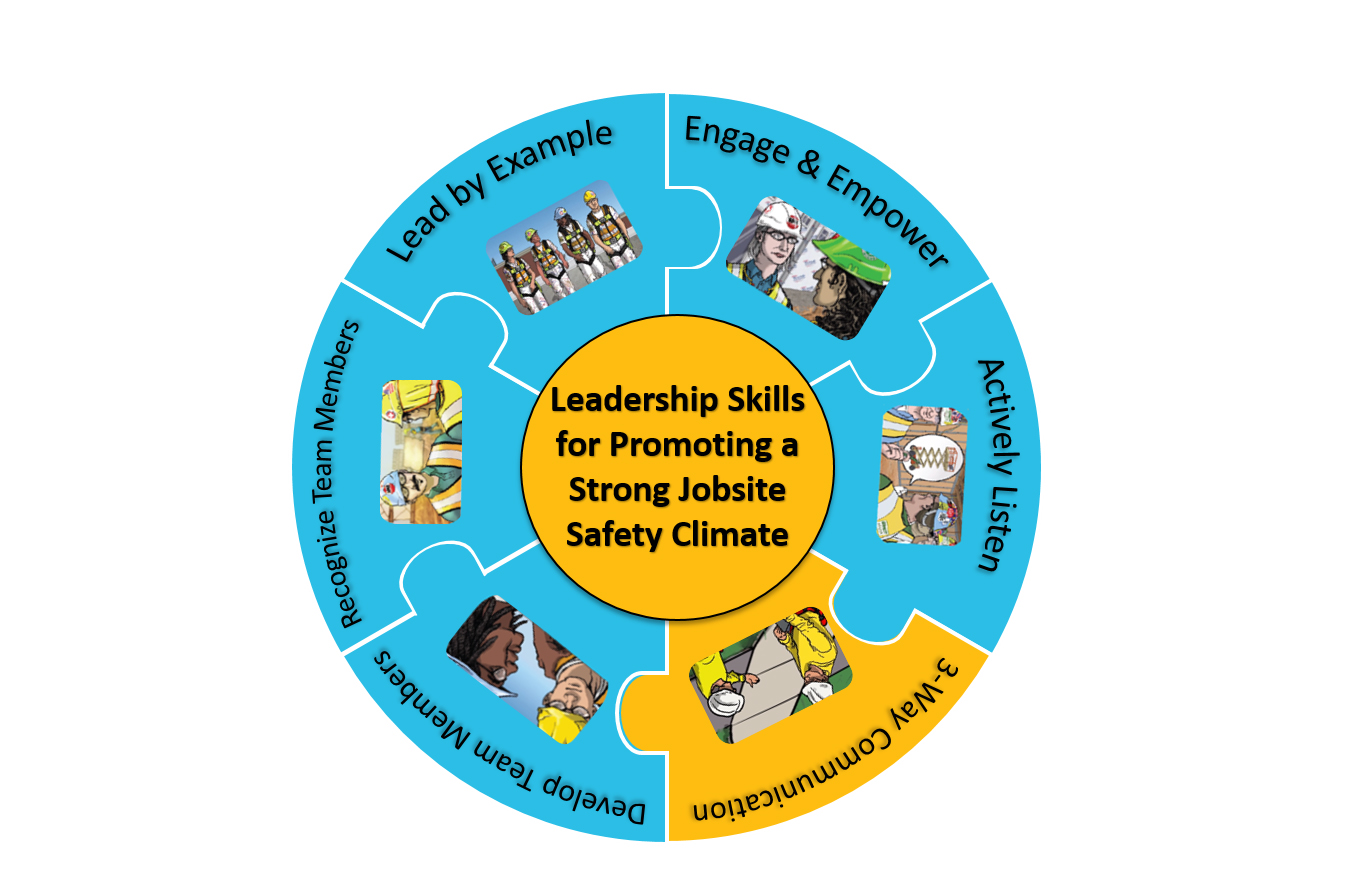 Leadership Skills
for Promoting a
Strong Jobsite
Safety Climate
Lead by Example
Engage & Empower
Actively Listen
3-Way Communication
Develop Team Members
Recognize Team Members